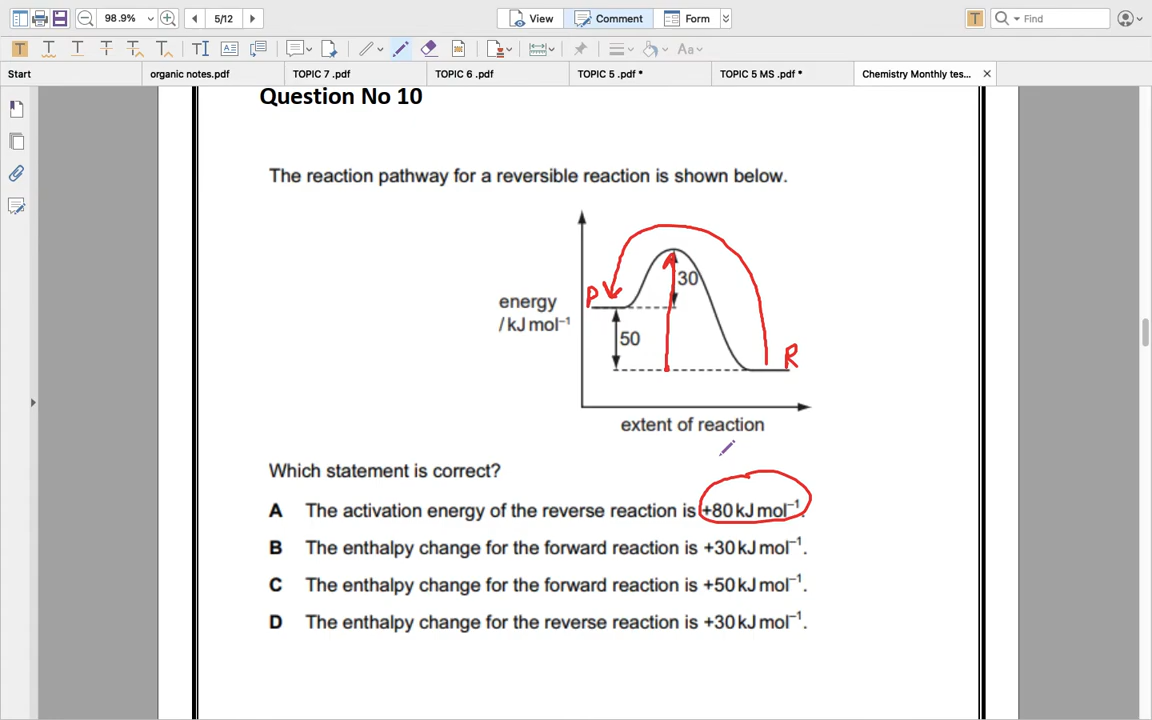 98.9%
5/12
View
Comment
Form
T
Find
T T T T T T T Aa
Start
organic notes.pdf
TOPIC 7 .pdf
TOPIC 6 .pdf
TOPIC 5 .pdf *
TOPIC 5 MS .pdf *
Chemistry Monthly tes...
Question No 10
The reaction pathway for a reversible reaction is shown below.
30
P
energy
/ kJ mol⁻¹
50
R
extent of reaction
Which statement is correct?
A The activation energy of the reverse reaction is +80 kJ mol⁻¹.
B The enthalpy change for the forward reaction is +30 kJ mol⁻¹.
C The enthalpy change for the forward reaction is +50 kJ mol⁻¹.
D The enthalpy change for the reverse reaction is +30 kJ mol⁻¹.